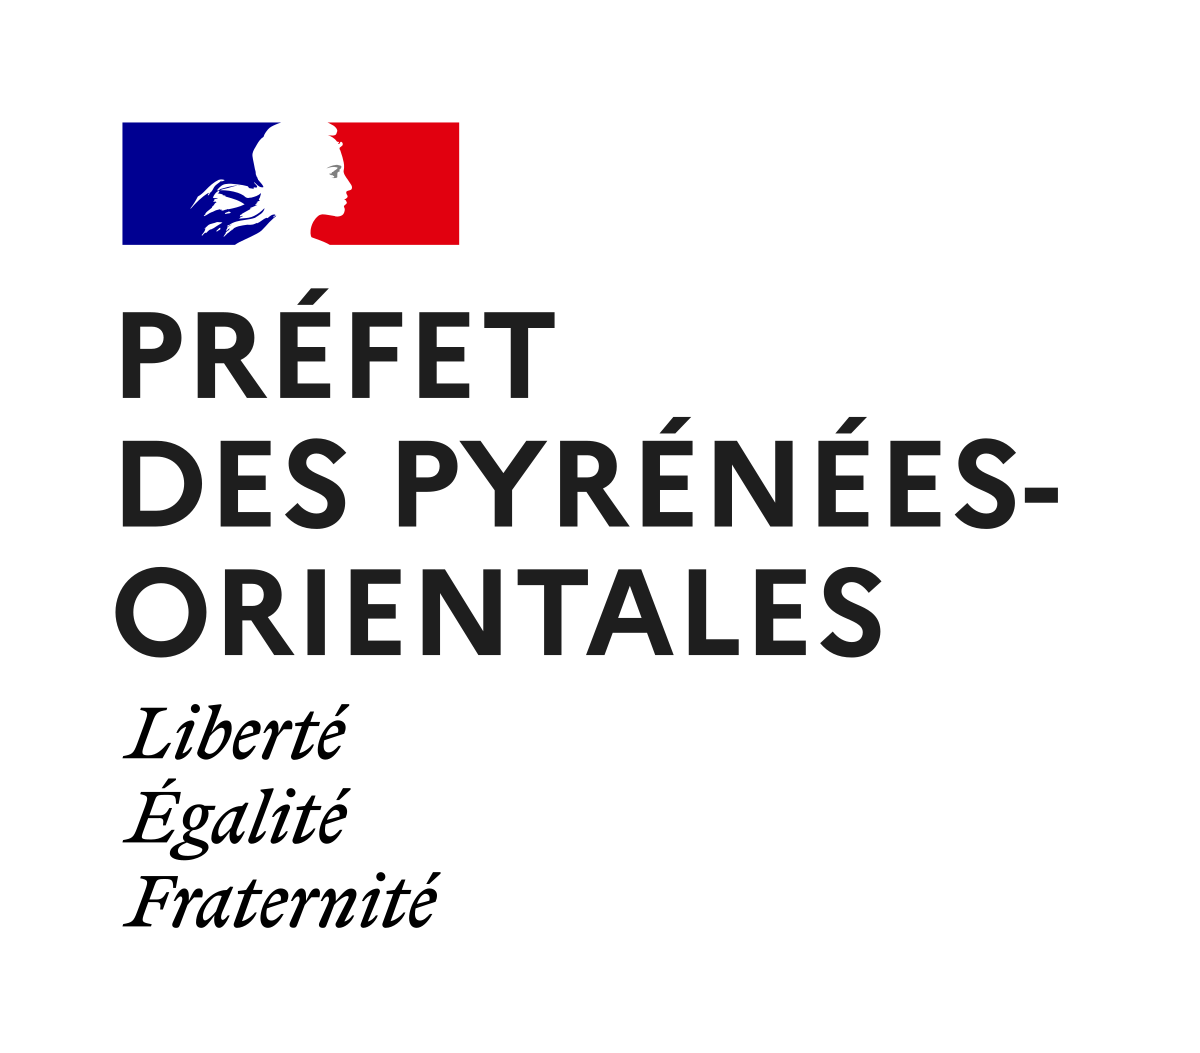 PRÉFET
DES PYRÉNÉES-
ORIENTALES
Liberté
Égalité
Fraternité